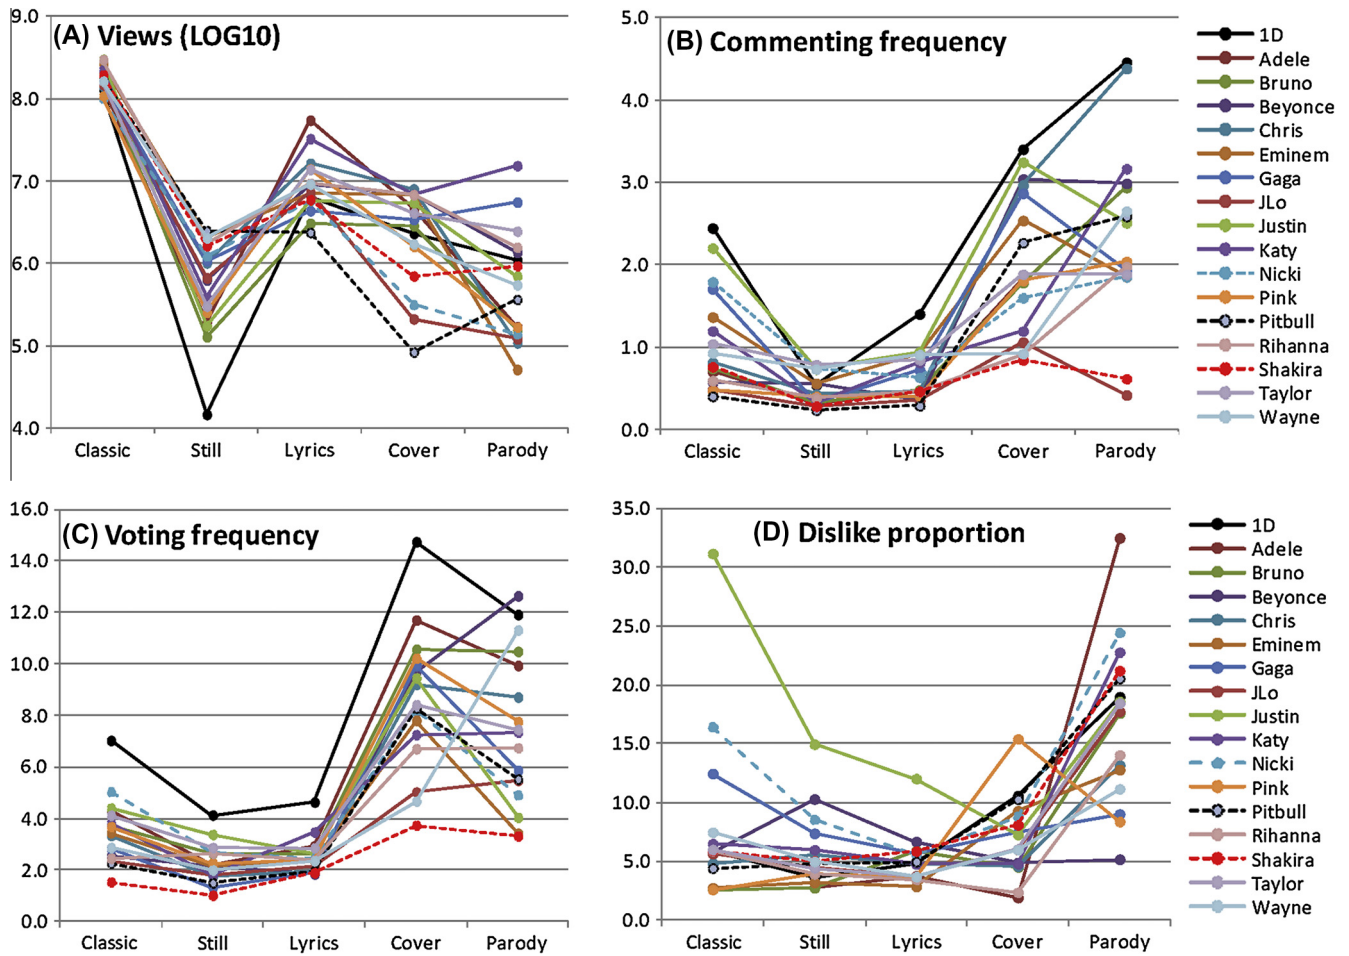 (A) Views (LOG10)
9.0
8.0
7.0
6.0
5.0
4.0
Classic Still Lyrics Cover Parody
(B) Commenting frequency
5.0
4.0
3.0
2.0
1.0
0.0
Classic Still Lyrics Cover Parody
1D
Adele
Bruno
Beyonce
Chris
Eminem
Gaga
JLo
Justin
Katy
Nicki
Pink
Pitbull
Rihanna
Shakira
Taylor
Wayne
(C) Voting frequency
16.0
14.0
12.0
10.0
8.0
6.0
4.0
2.0
0.0
Classic Still Lyrics Cover Parody
(D) Dislike proportion
35.0
30.0
25.0
20.0
15.0
10.0
5.0
0.0
Classic Still Lyrics Cover Parody
1D
Adele
Bruno
Beyonce
Chris
Eminem
Gaga
JLo
Justin
Katy
Nicki
Pink
Pitbull
Rihanna
Shakira
Taylor
Wayne